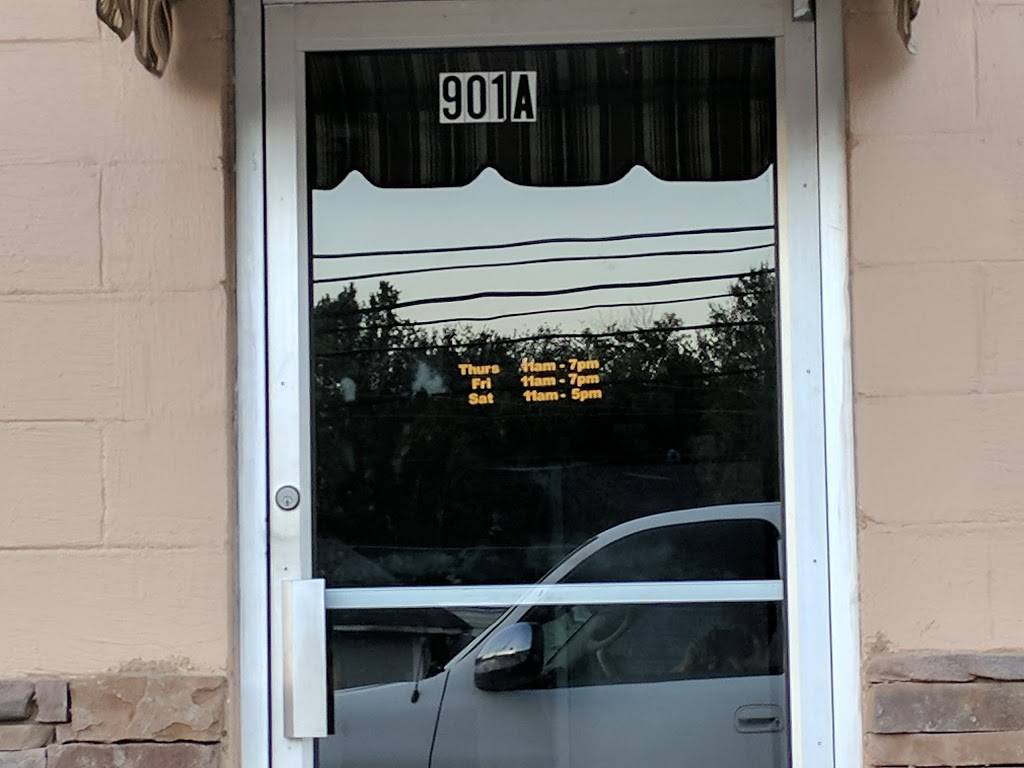 901A
Thurs 11am - 7pm
Fri 11am - 7pm
Sat 11am - 5pm